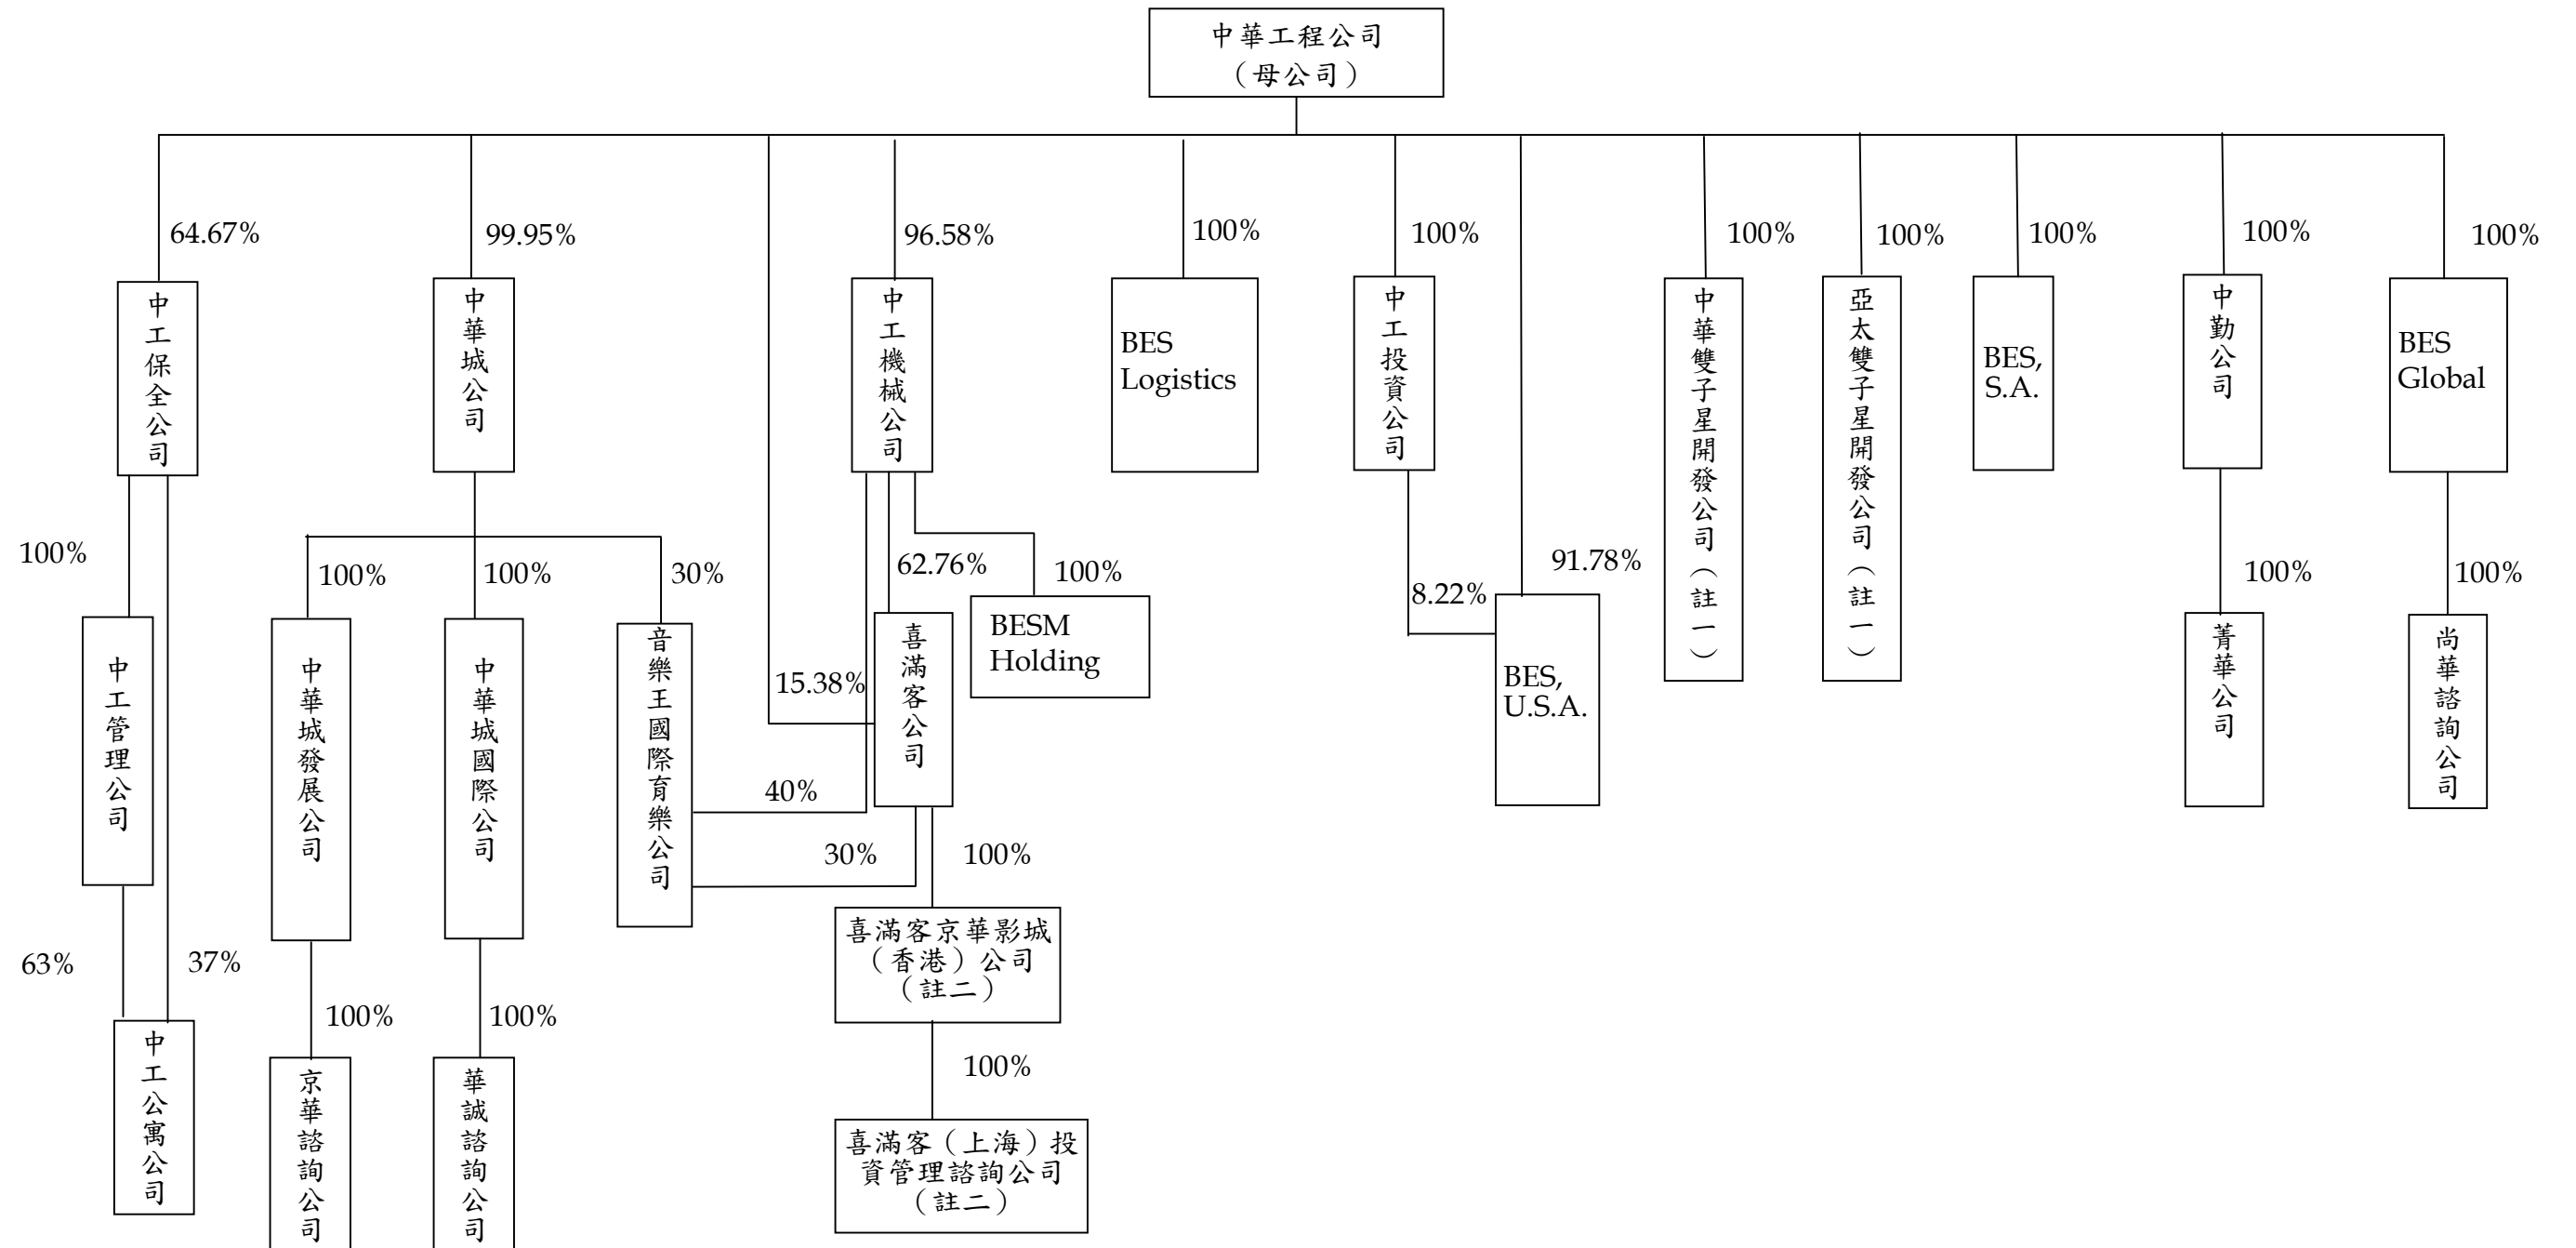 中華工程公司
（母公司）
64.67%
99.95%
96.58%
100%
100%
100%
100%
100%
100%
100%
中工保全公司
中華城公司
中工機械公司
BES
Logistics
中工投資公司
中華雙子星開發公司（註一）
亞太雙子星開發公司（註一）
BES,
S.A.
中勤公司
BES
Global
100%
100%
100%
30%
62.76%
100%
8.22%
91.78%
100%
100%
中工管理公司
中華城發展公司
中華城國際公司
音樂王國際育樂公司
15.38%
喜滿客公司
BESM
Holding
BES,
U.S.A.
菁華公司
尚華諮詢公司
40%
30%
100%
63%
37%
100%
100%
喜滿客京華影城
（香港）公司
（註二）
100%
中工公寓公司
京華諮詢公司
華誠諮詢公司
喜滿客（上海）投
資管理諮詢公司
（註二）